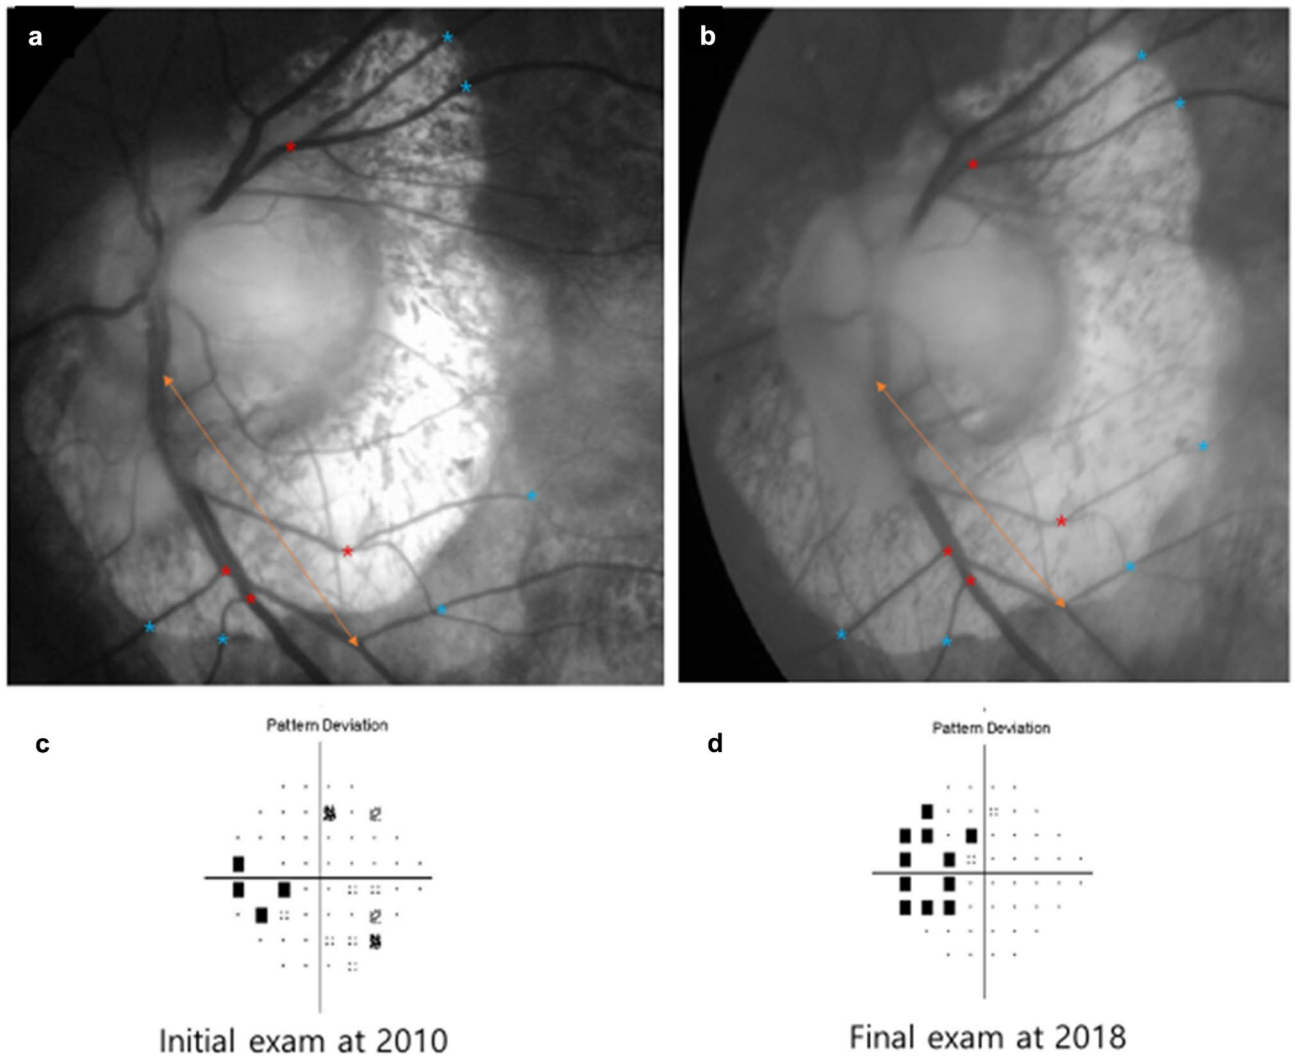 a
b
c
Pattern Deviation
d
Pattern Deviation
Initial exam at 2010
Final exam at 2018